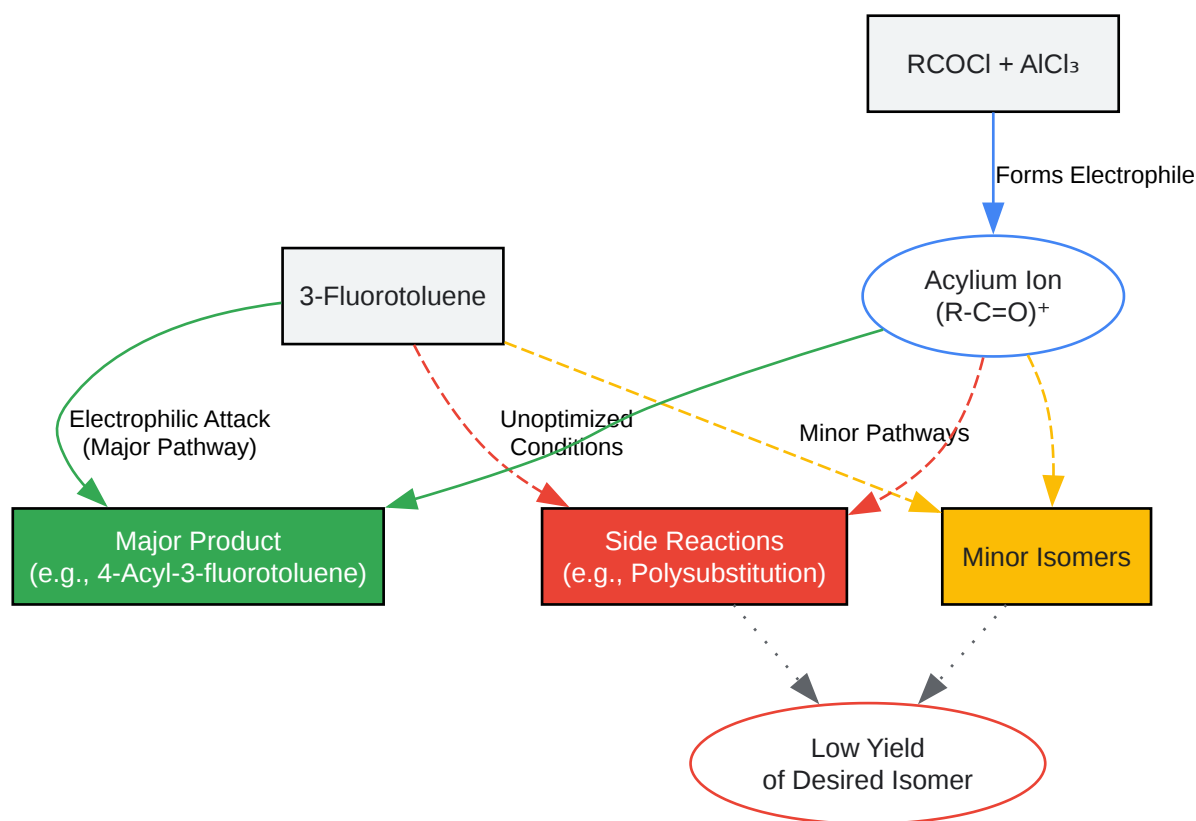 RCOCl + AlCl₃
Forms Electrophile
3-Fluorotoluene
Acylium Ion
(R-C=O)⁺
Electrophilic Attack
(Major Pathway)
Unoptimized
Conditions
Minor Pathways
Major Product
(e.g., 4-Acyl-3-fluorotoluene)
Side Reactions
(e.g., Polysubstitution)
Minor Isomers
Low Yield
of Desired Isomer